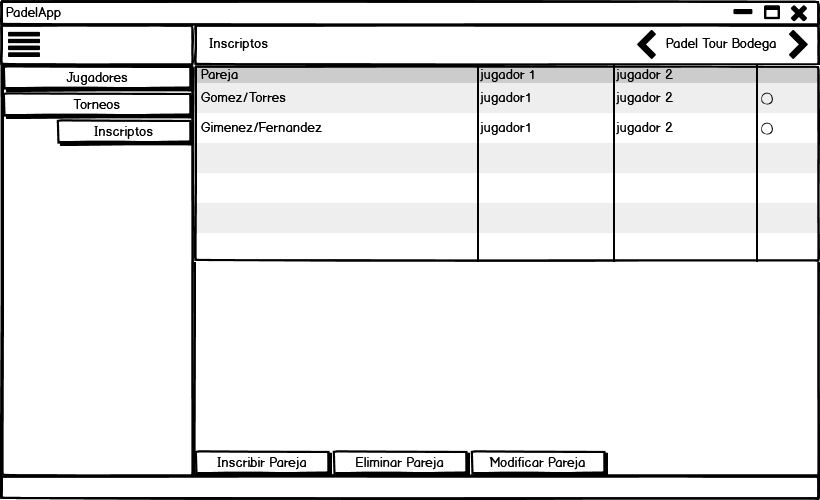 PadelApp
Inscriptos
Padel Tour Bodega
Jugadores
Torneos
Inscriptos
Pareja jugador 1 jugador 2
Gomez/Torres jugador1 jugador 2
Gimenez/Fernandez jugador1 jugador 2
Inscribir Pareja
Eliminar Pareja
Modificar Pareja